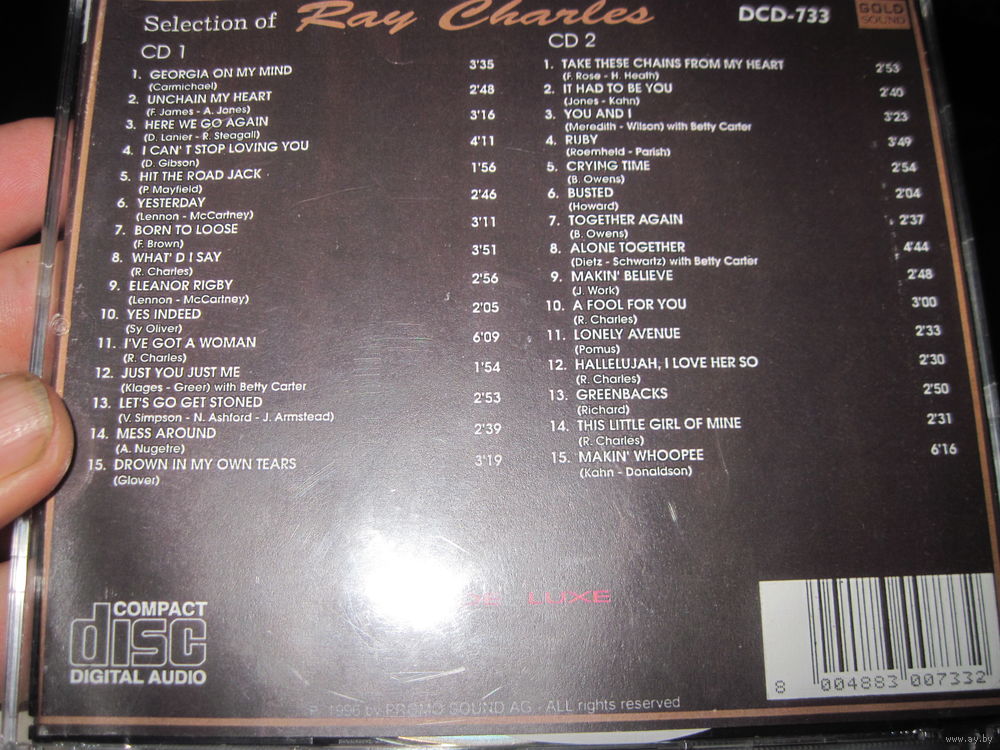 Selection of Ray Charles
DCD-733
GOLD
SOUND
CD 1
1. GEORGIA ON MY MIND 3'35
(Carmichael)
2. UNCHAIN MY HEART 2'48
(F. James - A. Jones)
3. HERE WE GO AGAIN 3'16
(D. Lanier - R. Steagall)
4. I CAN' T STOP LOVING YOU 4'11
(D. Gibson)
5. HIT THE ROAD JACK 1'56
(P. Mayfield)
6. YESTERDAY 2'46
(Lennon - McCartney)
7. BORN TO LOOSE 3'11
(F. Brown)
8. WHAT' D I SAY 3'51
(R. Charles)
9. ELEANOR RIGBY 2'56
(Lennon - McCartney)
10. YES INDEED 2'05
(Sy Oliver)
11. I'VE GOT A WOMAN 6'09
(R. Charles)
12. JUST YOU JUST ME 1'54
(Klages - Greer) with Betty Carter
13. LET'S GO GET STONED 2'53
(V. Simpson - N. Ashford - J. Armstead)
14. MESS AROUND 2'39
(A. Nugetre)
15. DROWN IN MY OWN TEARS 3'19
(Glover)
CD 2
1. TAKE THESE CHAINS FROM MY HEART 2'53
(F. Rose - H. Heath)
2. IT HAD TO BE YOU 2'40
(Jones - Kahn)
3. YOU AND I 3'23
(Meredith - Wilson) with Betty Carter
4. RUBY 3'49
(Roemheld - Parish)
5. CRYING TIME 2'54
(B. Owens)
6. BUSTED 2'04
(Howard)
7. TOGETHER AGAIN 2'37
(B. Owens)
8. ALONE TOGETHER 4'44
(Dietz - Schwartz) with Betty Carter
9. MAKIN' BELIEVE 2'48
(J. Work)
10. A FOOL FOR YOU 3'00
(R. Charles)
11. LONELY AVENUE 2'33
(Pomus)
12. HALLELUJAH, I LOVE HER SO 2'30
(R. Charles)
13. GREENBACKS 2'50
(Richard)
14. THIS LITTLE GIRL OF MINE 2'31
(R. Charles)
15. MAKIN' WHOOPEE 6'16
(Kahn - Donaldson)
LUXE
COMPACT
disc
DIGITAL AUDIO
8 004883 007332
P. 1996 by PROMO SOUND AG - ALL rights reserved
www.ay.by